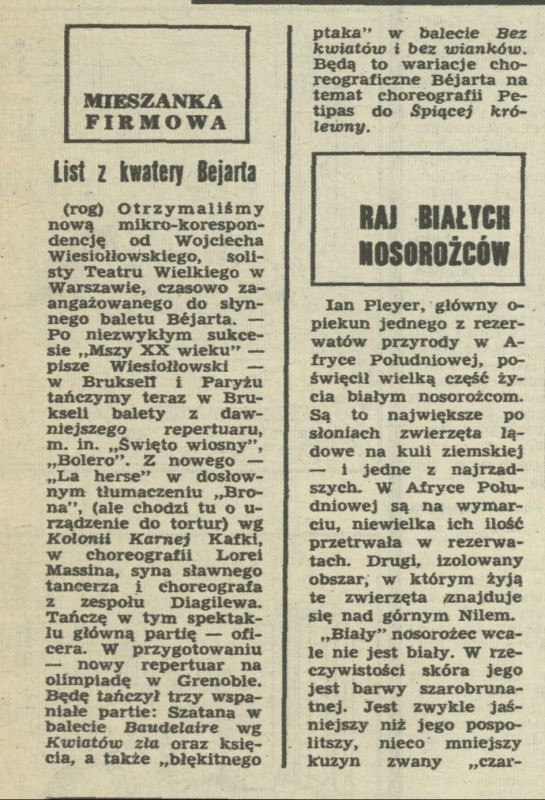 MIESZANKA
FIRMOWA
List z kwatery Bejarta
(rog) Otrzymaliśmy
nową mikro-korespon-
dencję od Wojciecha
Wiesiołłowskiego, soli-
sty Teatru Wielkiego w
Warszawie, czasowo za-
angażowanego do słyn-
nego baletu Béjarta. —
Po niezwykłym sukce-
sie „Mszy XX wieku" —
pisze Wiesiołłowski —
w Brukseli i Paryżu
tańczymy teraz w Bru-
kseli balety z daw-
niejszego repertuaru,
m. in. „Święto wiosny",
„Bolero". Z nowego —
„La herse" w dosłow-
nym tłumaczeniu „Bro-
na", (ale chodzi tu o u-
rządzenie do tortur) wg
Kolonii Karnej Kafki,
w choreografii Lorei
Massina, syna sławnego
tancerza i choreografa
z zespołu Diagilewa.
Tańczę w tym spektak-
lu główną partię — ofi-
cera. W przygotowaniu
— nowy repertuar na
olimpiadę w Grenoble.
Będę tańczył trzy wspa-
niałe partie: Szatana w
balecie Baudelaire wg
Kwiatów zła oraz księ-
cia, a także „błękitnego
ptaka" w balecie Bez
kwiatów i bez wianków.
Będą to wariacje cho-
reograficzne Béjarta na
temat choreografii Pe-
tipas do Śpiącej kró-
lewny.
RAJ BIAŁYCH
NOSOROŻCÓW
Ian Pleyer, główny o-
piekun jednego z rezer-
watów przyrody w A-
fryce Południowej, po-
święcił wielką część ży-
cia białym nosorożcom.
Są to największe po
słoniach zwierzęta lą-
dowe na kuli ziemskiej
— i jedne z najrzad-
szych. W Afryce Połu-
dniowej są na wymar-
ciu, niewielka ich ilość
przetrwała w rezerwa-
tach. Drugi, izolowany
obszar, w którym żyją
te zwierzęta znajduje
się nad górnym Nilem.
„Biały" nosorożec wca-
le nie jest biały. W rze-
czywistości skóra jego
jest barwy szarobruna-
tnej. Jest zwykle jaś-
niejszy niż jego pospo-
litszy, nieco mniejszy
kuzyn zwany „czar-